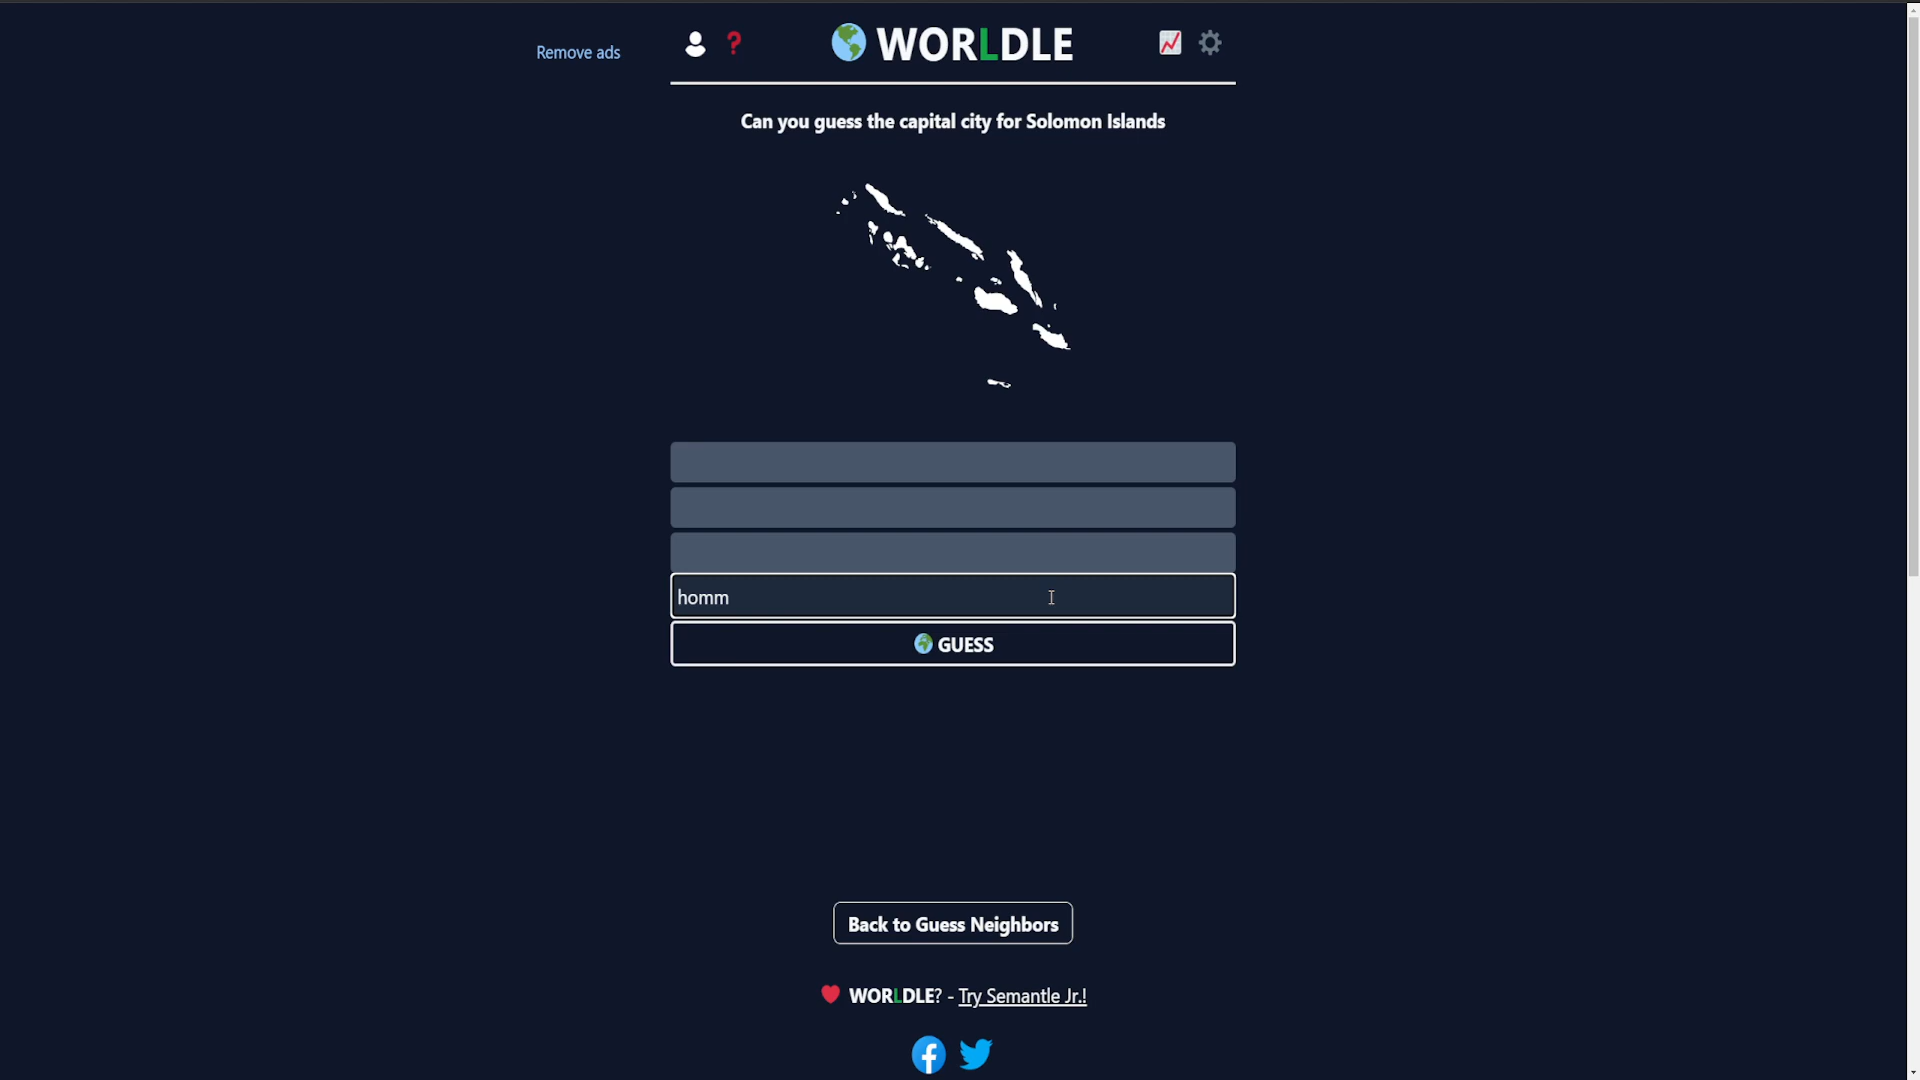 Remove ads
?
WORLDLE
Can you guess the capital city for Solomon Islands
homm
GUESS
Back to Guess Neighbors
WORLDLE? - Try Semantle Jr.!